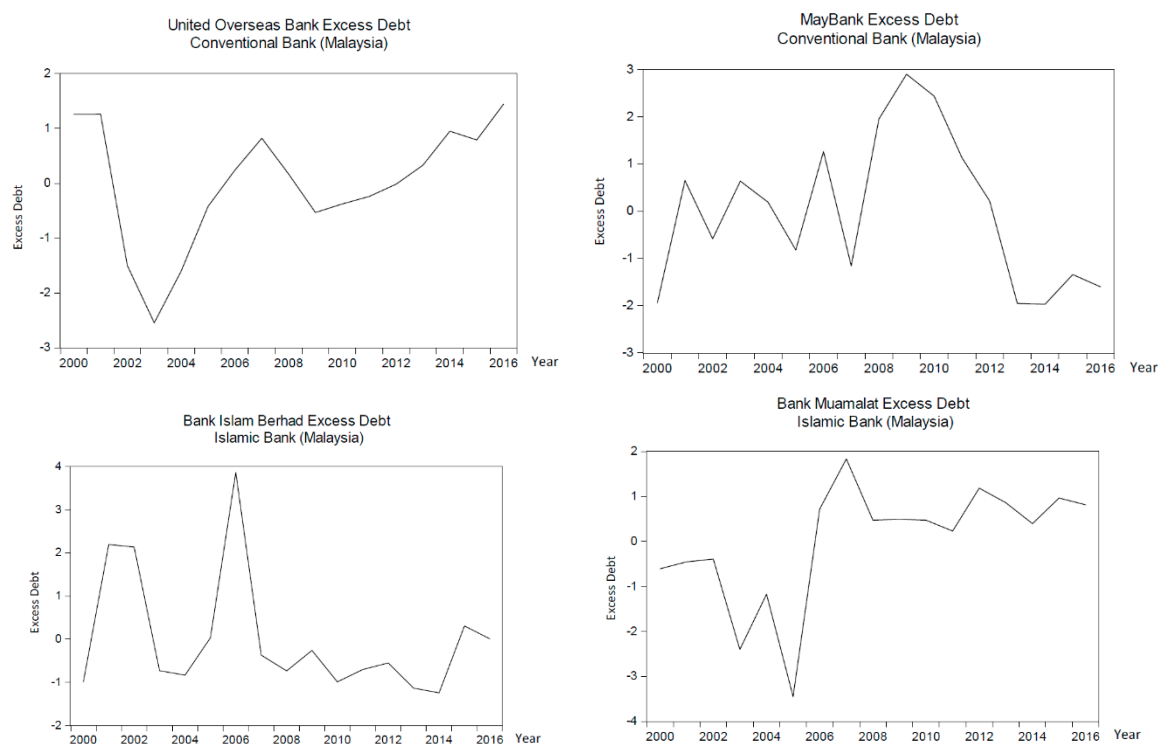 United Overseas Bank Excess Debt
Conventional Bank (Malaysia)
2
1
0
-1
-2
-3
Excess Debt
2000 2002 2004 2006 2008 2010 2012 2014 2016 Year
MayBank Excess Debt
Conventional Bank (Malaysia)
3
2
1
0
-1
-2
-3
Excess Debt
2000 2002 2004 2006 2008 2010 2012 2014 2016 Year
Bank Islam Berhad Excess Debt
Islamic Bank (Malaysia)
4
3
2
1
0
-1
-2
Excess Debt
2000 2002 2004 2006 2008 2010 2012 2014 2016 Year
Bank Muamalat Excess Debt
Islamic Bank (Malaysia)
2
1
0
-1
-2
-3
-4
Excess Debt
2000 2002 2004 2006 2008 2010 2012 2014 2016 Year